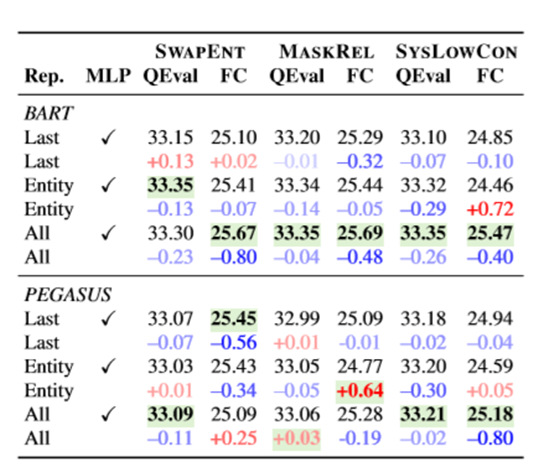 SWAPENT MASKREL SYSLOWCON
Rep. MLP QEval FC QEval FC QEval FC
BART
Last ✓ 33.15 25.10 33.20 25.29 33.10 24.85
Last +0.13 +0.02 –0.01 –0.32 –0.07 –0.10
Entity ✓ 33.35 25.41 33.34 25.44 33.32 24.46
Entity –0.13 –0.07 –0.14 –0.05 –0.29 +0.72
All ✓ 33.30 25.67 33.35 25.69 33.35 25.47
All –0.23 –0.80 –0.04 –0.48 –0.26 –0.40
PEGASUS
Last ✓ 33.07 25.45 32.99 25.09 33.18 24.94
Last –0.07 –0.56 +0.01 -0.01 –0.02 –0.04
Entity ✓ 33.03 25.43 33.05 24.77 33.20 24.59
Entity +0.01 –0.34 –0.05 +0.64 –0.30 +0.05
All ✓ 33.09 25.09 33.06 25.28 33.21 25.18
All –0.11 +0.25 +0.03 –0.19 –0.02 –0.80